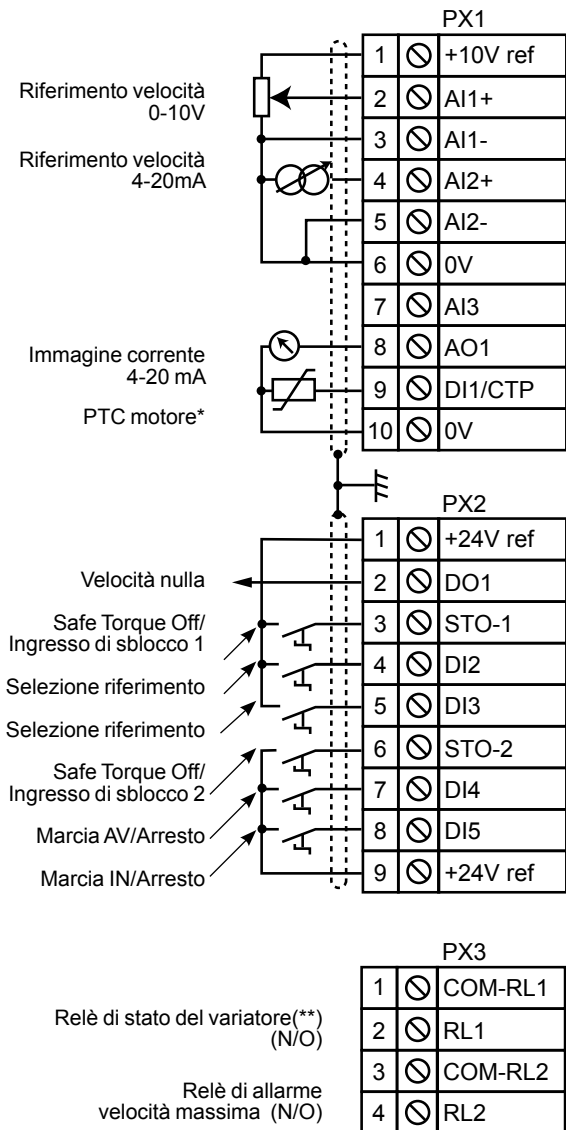 PX1
1 +10V ref
Riferimento velocità
0-10V
2 AI1+
3 AI1-
Riferimento velocità
4-20mA
4 AI2+
5 AI2-
6 0V
7 AI3
Immagine corrente
4-20 mA
8 AO1
PTC motore*
9 DI1/CTP
10 0V
PX2
1 +24V ref
Velocità nulla
2 DO1
Safe Torque Off/
Ingresso di sblocco 1
3 STO-1
Selezione riferimento
4 DI2
Selezione riferimento
5 DI3
Safe Torque Off/
Ingresso di sblocco 2
6 STO-2
Marcia AV/Arresto
7 DI4
Marcia IN/Arresto
8 DI5
9 +24V ref
PX3
1 COM-RL1
Relè di stato del variatore(**)
(N/O)
2 RL1
3 COM-RL2
Relè di allarme
velocità massima (N/O)
4 RL2